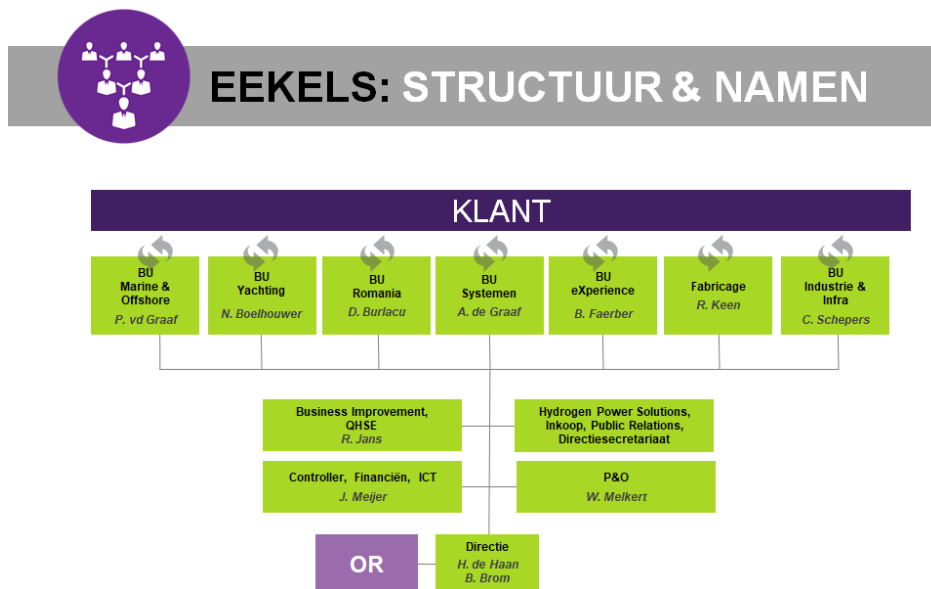 EEKELS: STRUCTUUR & NAMEN
KLANT
BU
Marine &
Offshore
P. vd Graaf
BU
Yachting
N. Boelhouwer
BU
Romania
D. Burlacu
BU
Systemen
A. de Graaf
BU
eXperience
B. Faerber
Fabricage
R. Keen
BU
Industrie &
Infra
C. Schepers
Business Improvement,
QHSE
R. Jans
Hydrogen Power Solutions,
Inkoop, Public Relations,
Directiesecretariaat
Controller, Financiën, ICT
J. Meijer
P&O
W. Melkert
OR
Directie
H. de Haan
B. Brom